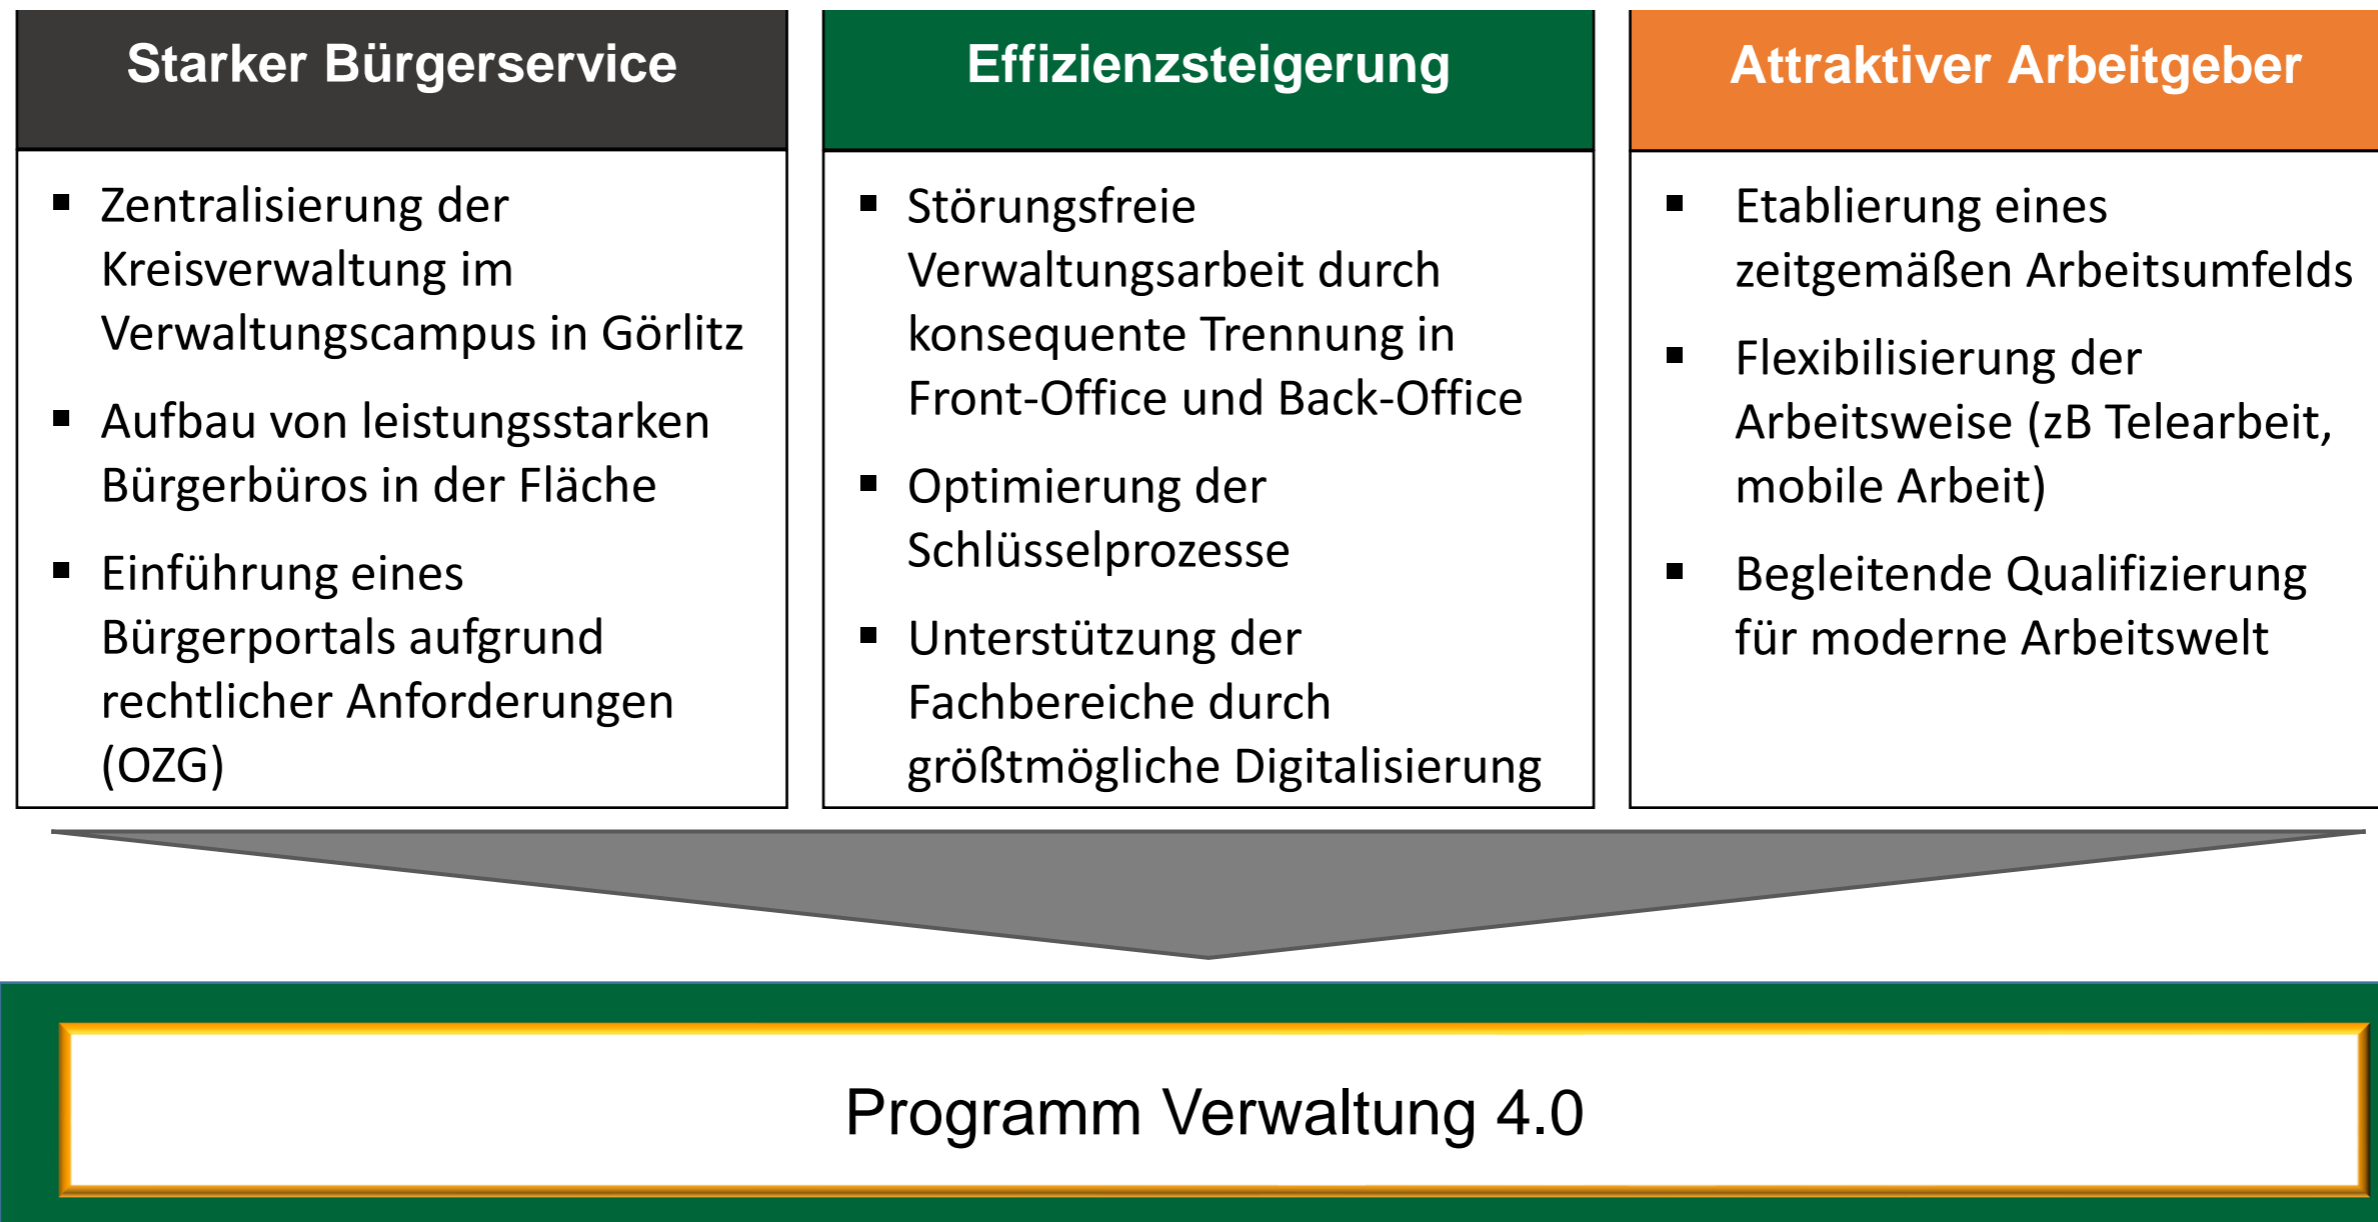 Starker Bürgerservice
▪ Zentralisierung der
Kreisverwaltung im
Verwaltungscampus in Görlitz
▪ Aufbau von leistungsstarken
Bürgerbüros in der Fläche
▪ Einführung eines
Bürgerportals aufgrund
rechtlicher Anforderungen
(OZG)
Effizienzsteigerung
▪ Störungsfreie
Verwaltungsarbeit durch
konsequente Trennung in
Front-Office und Back-Office
▪ Optimierung der
Schlüsselprozesse
▪ Unterstützung der
Fachbereiche durch
größtmögliche Digitalisierung
Attraktiver Arbeitgeber
▪ Etablierung eines
zeitgemäßen Arbeitsumfelds
▪ Flexibilisierung der
Arbeitsweise (zB Telearbeit,
mobile Arbeit)
▪ Begleitende Qualifizierung
für moderne Arbeitswelt
Programm Verwaltung 4.0